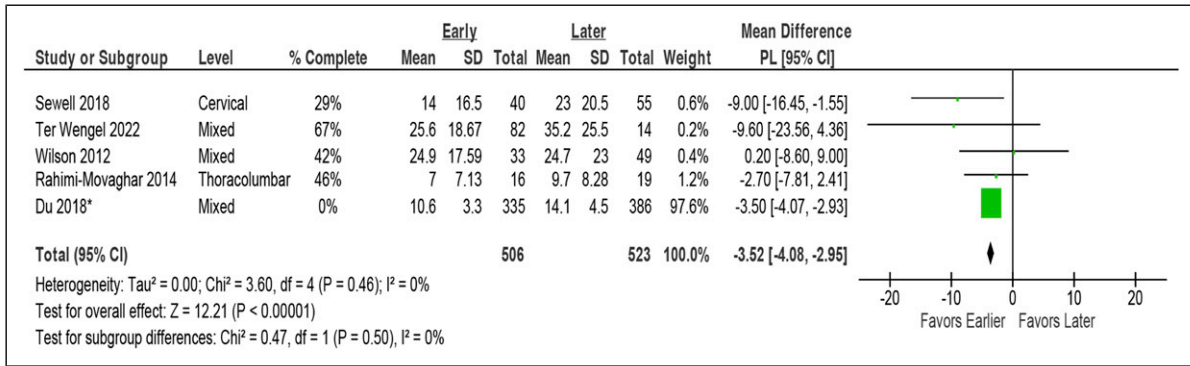 Early Later Mean Difference
Study or Subgroup Level % Complete Mean SD Total Mean SD Total Weight PL [95% CI]
Sewell 2018 Cervical 29% 14 16.5 40 23 20.5 55 0.6% -9.00 [-16.45, -1.55]
Ter Wengel 2022 Mixed 67% 25.6 18.67 82 35.2 25.5 14 0.2% -9.60 [-23.56, 4.36]
Wilson 2012 Mixed 42% 24.9 17.59 33 24.7 23 49 0.4% 0.20 [-8.60, 9.00]
Rahimi-Movaghar 2014 Thoracolumbar 46% 7 7.13 16 9.7 8.28 19 1.2% -2.70 [-7.81, 2.41]
Du 2018* Mixed 0% 10.6 3.3 335 14.1 4.5 386 97.6% -3.50 [-4.07, -2.93]
Total (95% CI) 506 523 100.0% -3.52 [-4.08, -2.95]
Heterogeneity: Tau² = 0.00; Chi² = 3.60, df = 4 (P = 0.46); I² = 0%
Test for overall effect: Z = 12.21 (P < 0.00001)
Test for subgroup differences: Chi² = 0.47, df = 1 (P = 0.50), I² = 0%
-20 -10 0 10 20
Favors Earlier Favors Later